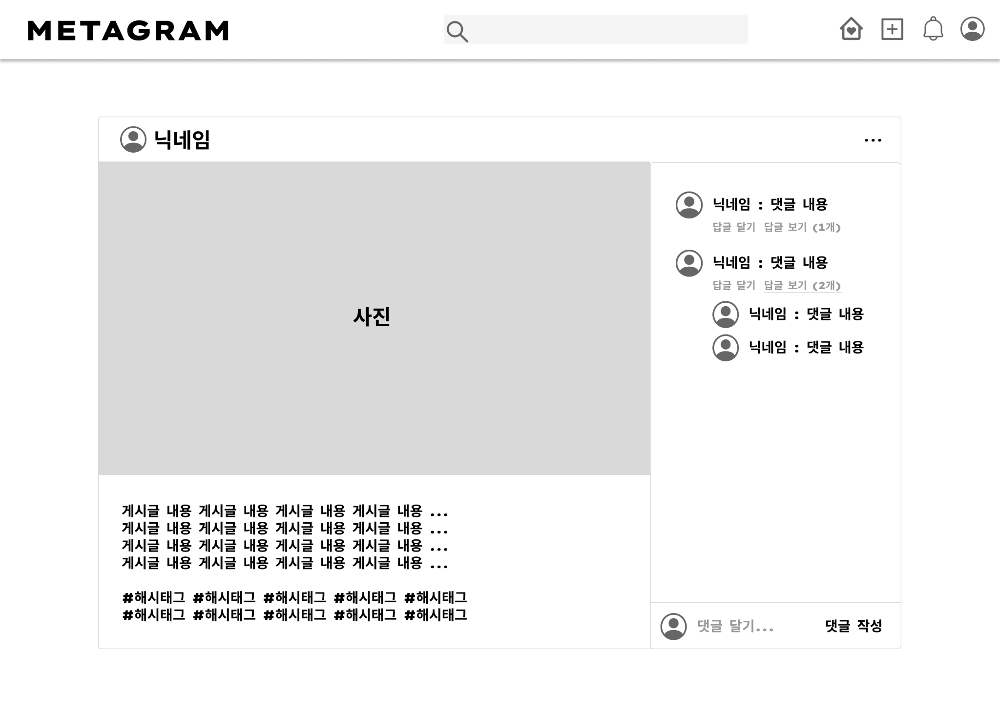 METAGRAM
닉네임
...
사진
닉네임 : 댓글 내용
답글 달기 답글 보기 (1개)
닉네임 : 댓글 내용
답글 달기 답글 보기 (2개)
닉네임 : 댓글 내용
닉네임 : 댓글 내용
게시글 내용 게시글 내용 게시글 내용 게시글 내용 ...
게시글 내용 게시글 내용 게시글 내용 게시글 내용 ...
게시글 내용 게시글 내용 게시글 내용 게시글 내용 ...
게시글 내용 게시글 내용 게시글 내용 게시글 내용 ...
#해시태그 #해시태그 #해시태그 #해시태그 #해시태그
#해시태그 #해시태그 #해시태그 #해시태그 #해시태그
댓글 달기... 댓글 작성